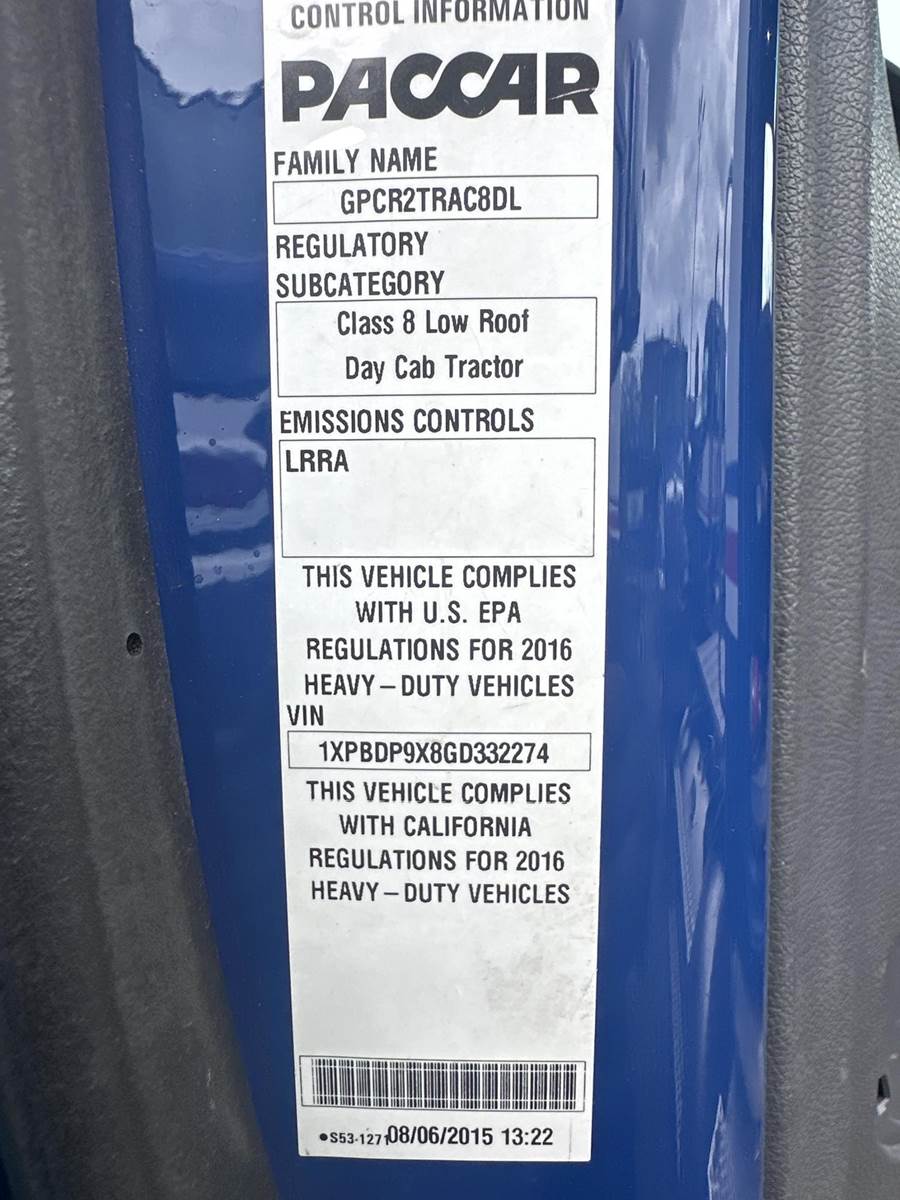 CONTROL INFORMATION
PACCAR
FAMILY NAME
GPCR2TRAC8DL
REGULATORY
SUBCATEGORY
Class 8 Low Roof
Day Cab Tractor
EMISSIONS CONTROLS
LRRA
THIS VEHICLE COMPLIES
WITH U.S. EPA
REGULATIONS FOR 2016
HEAVY–DUTY VEHICLES
VIN
1XPBDP9X8GD332274
THIS VEHICLE COMPLIES
WITH CALIFORNIA
REGULATIONS FOR 2016
HEAVY–DUTY VEHICLES
•S53-1271 08/06/2015 13:22